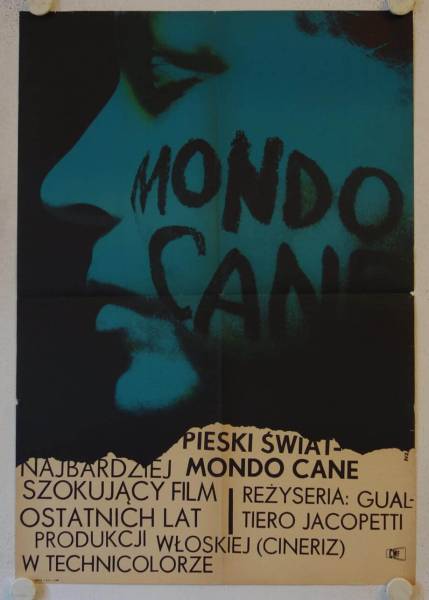 MONDO
CANE
PIESKI ŚWIAT-
MONDO CANE
NAJBARDZIEJ
SZOKUJĄCY FILM
OSTATNICH LAT
PRODUKCJI WŁOSKIEJ (CINERIZ)
W TECHNICOLORZE
REŻYSERIA: GUAL-
TIERO JACOPETTI
CWF